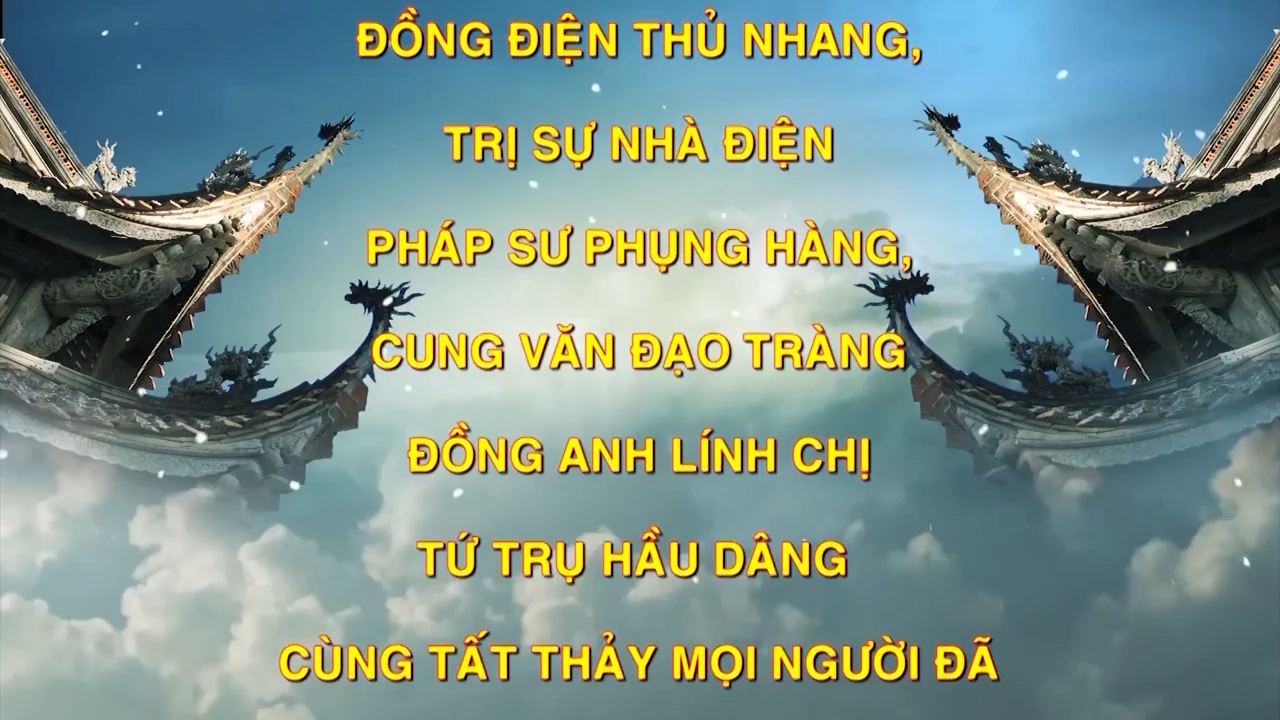 ĐỒNG ĐIỆN THỦ NHANG,
TRỊ SỰ NHÀ ĐIỆN
PHÁP SƯ PHỤNG HÀNG,
CUNG VĂN ĐẠO TRÀNG
ĐỒNG ANH LÍNH CHỊ
TỨ TRỤ HẦU DÂNG
CÙNG TẤT THẢY MỌI NGƯỜI ĐÃ